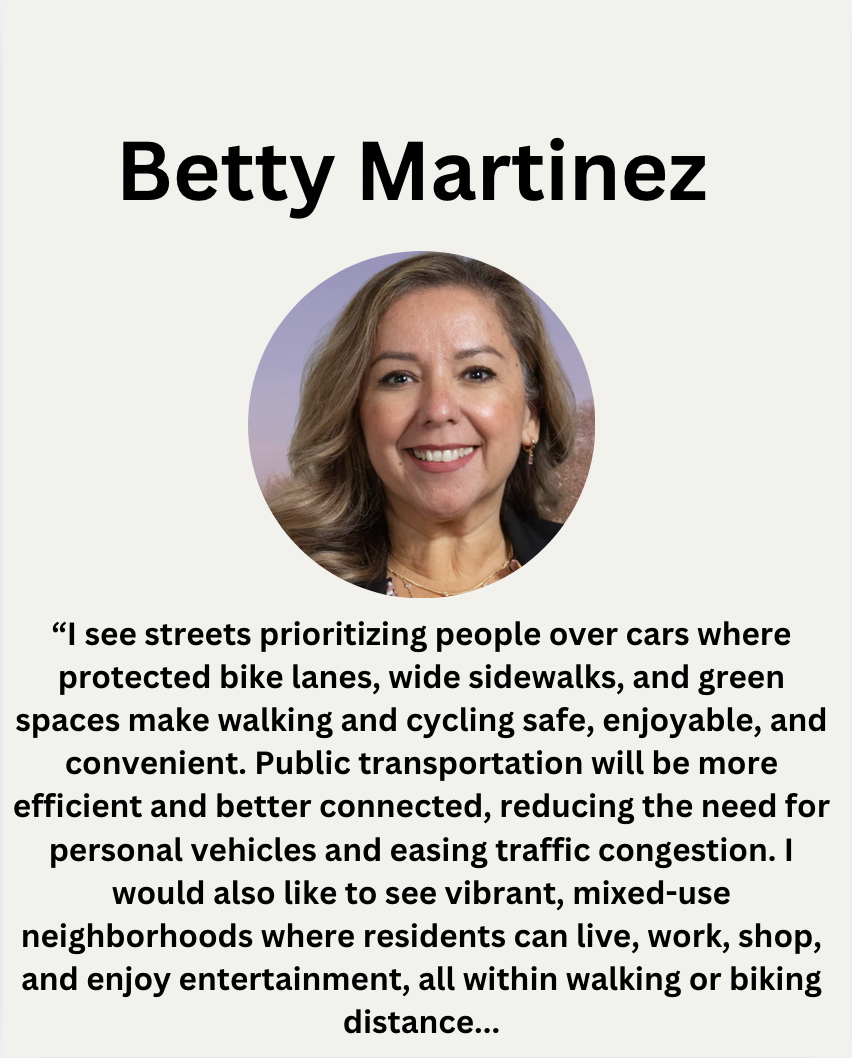 Betty Martinez
“I see streets prioritizing people over cars where
protected bike lanes, wide sidewalks, and green
spaces make walking and cycling safe, enjoyable, and
convenient. Public transportation will be more
efficient and better connected, reducing the need for
personal vehicles and easing traffic congestion. I
would also like to see vibrant, mixed-use
neighborhoods where residents can live, work, shop,
and enjoy entertainment, all within walking or biking
distance...